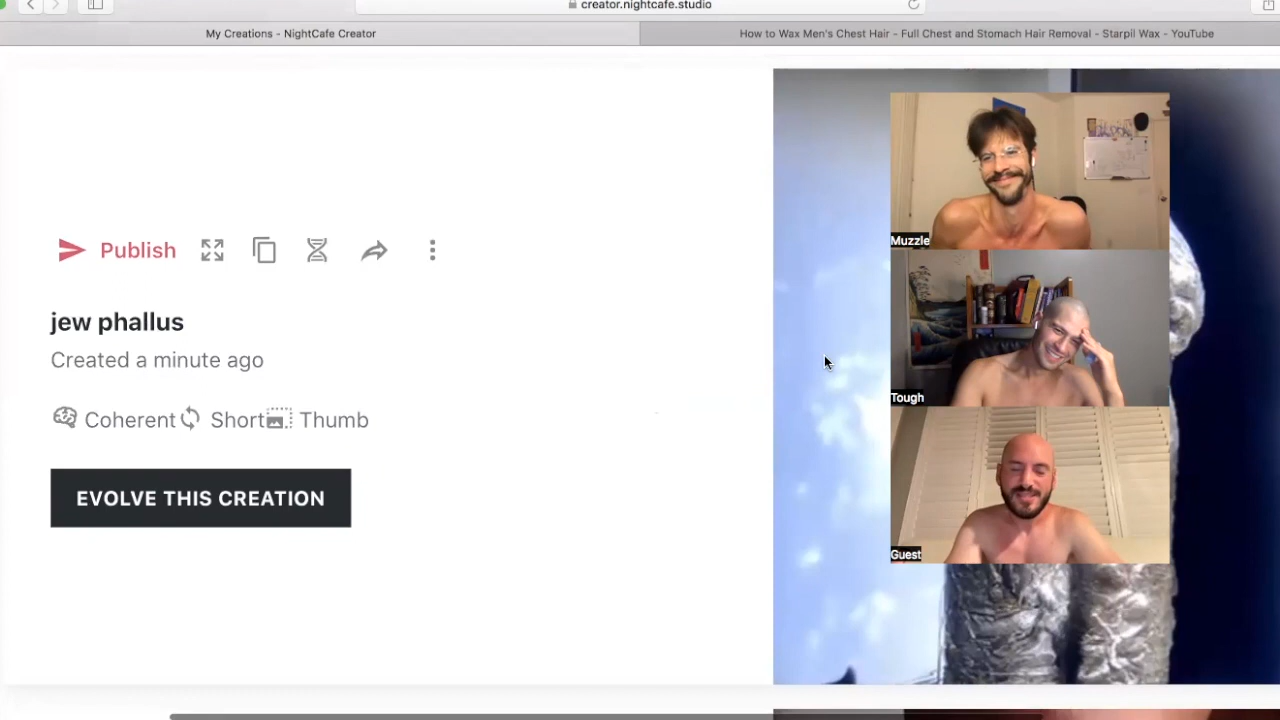 creator.nightcafe.studio
My Creations - NightCafe Creator
How to Wax Men's Chest Hair - Full Chest and Stomach Hair Removal - Starpil Wax - YouTube
Publish
jew phallus
Created a minute ago
Coherent Short Thumb
EVOLVE THIS CREATION
Muzzle
Tough
Guest